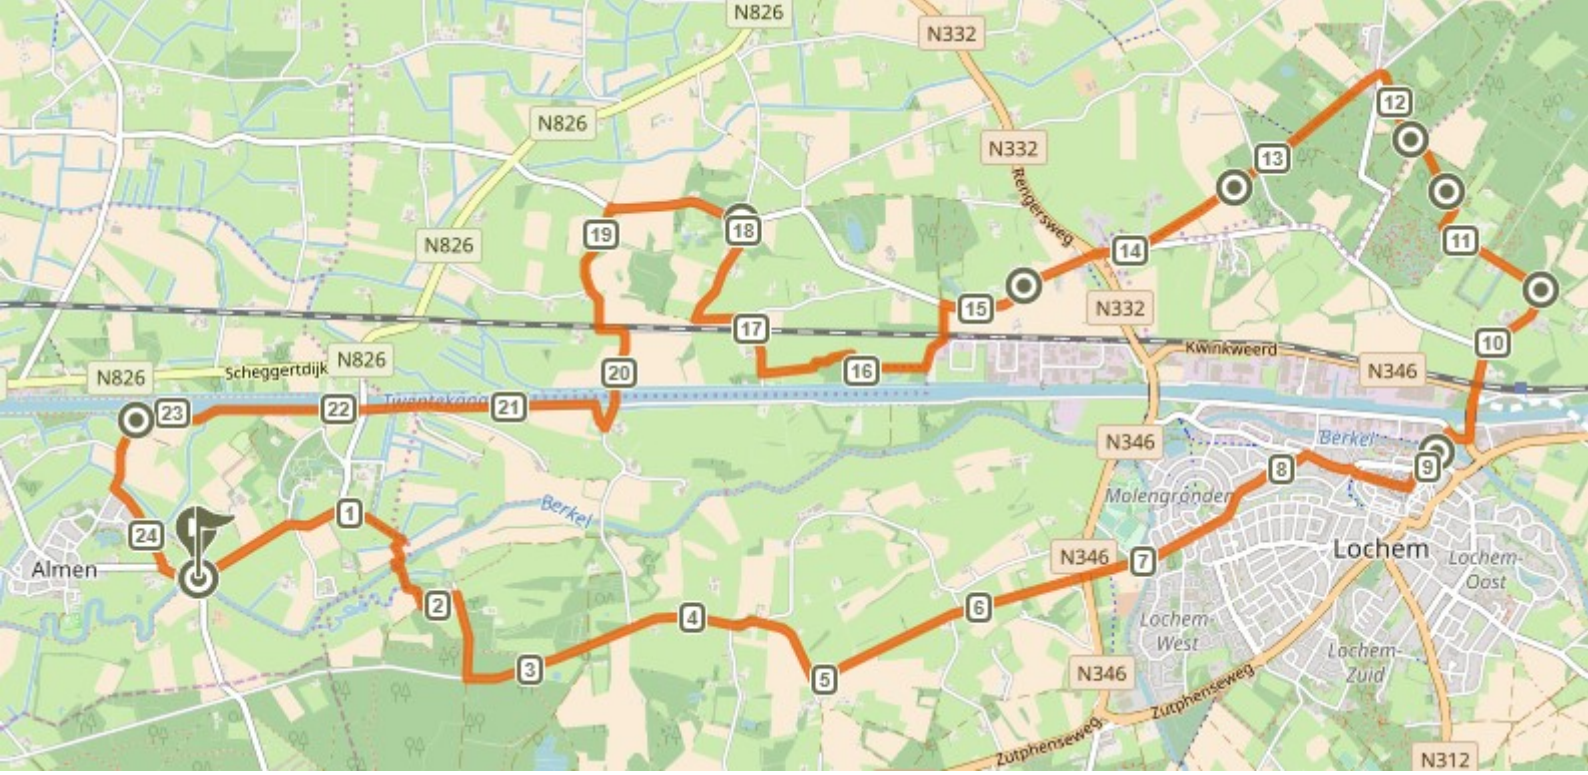 N826
N332
12
N826
N332
13
Rengersweg
11
19
18
N826
14
15
N332
10
17
Kwinkweerd
N826
Scheggertdijk
N826
20
16
N346
23
22
21
N346
Berkel
8
9
Molengronden
Berkel
1
24
Almen
N346
7
Lochem
Lochem-
Oost
2
6
4
Lochem-
West
3
5
N346
Lochem-
Zuid
Zutphenseweg
Zutphenseweg
N312